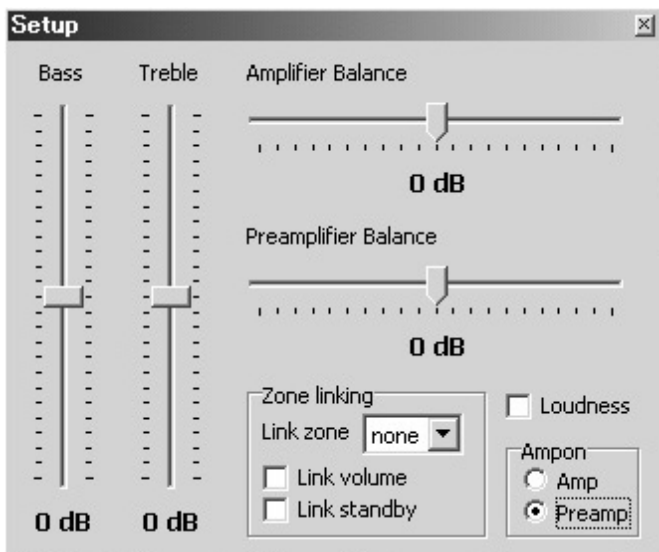 Setup
Bass
Treble
Amplifier Balance
0 dB
Preamplifier Balance
0 dB
0 dB
0 dB
Zone linking
Link zone none
Link volume
Link standby
Loudness
Ampon
Amp
Preamp